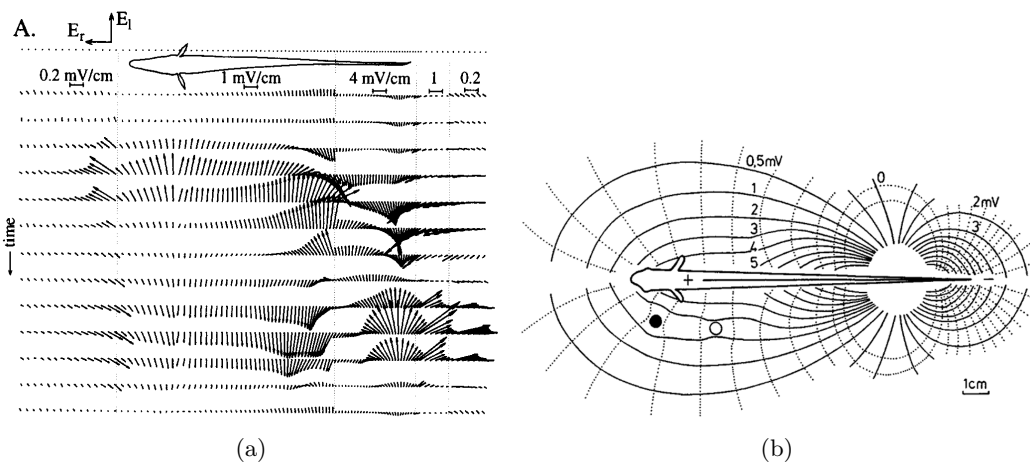 A.
E_r
E_l
0.2 mV/cm
1 mV/cm
4 mV/cm
1
0.2
time
(a)
0,5mV
1
2
3
4
5
0
2mV
3
+
−
1cm
(b)